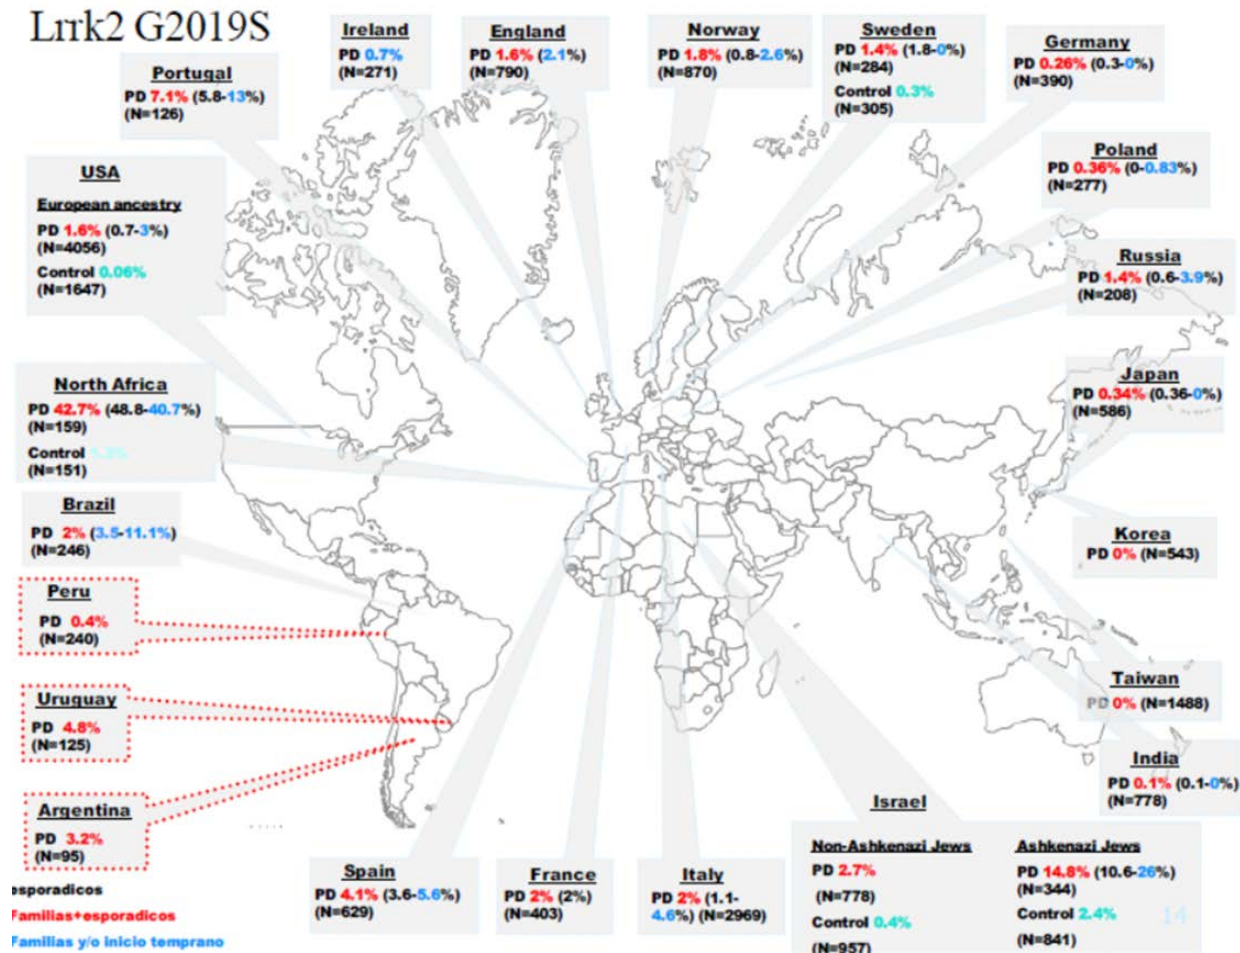 Lrrk2 G2019S
Portugal
PD 7.1% (5.8-13%)
(N=126)
Ireland
PD 0.7%
(N=271)
England
PD 1.6% (2.1%)
(N=790)
Norway
PD 1.8% (0.8-2.6%)
(N=870)
Sweden
PD 1.4% (1.8-0%)
(N=284)
Control 0.3%
(N=305)
Germany
PD 0.26% (0.3-0%)
(N=390)
Poland
PD 0.36% (0-0.83%)
(N=277)
USA
European ancestry
PD 1.6% (0.7-3%)
(N=4056)
Control 0.06%
(N=1647)
Russia
PD 1.4% (0.6-3.9%)
(N=208)
Japan
PD 0.34% (0.36-0%)
(N=586)
North Africa
PD 42.7% (48.8-40.7%)
(N=159)
Control
(N=151)
Brazil
PD 2% (3.5-11.1%)
(N=246)
Korea
PD 0% (N=543)
Peru
PD 0.4%
(N=240)
Taiwan
PD 0% (N=1488)
Uruguay
PD 4.8%
(N=125)
India
PD 0.1% (0.1-0%)
(N=778)
Argentina
PD 3.2%
(N=95)
Spain
PD 4.1% (3.6-5.6%)
(N=629)
France
PD 2% (2%)
(N=403)
Italy
PD 2% (1.1-
4.6%) (N=2969)
Israel
Non-Ashkenazi Jews
PD 2.7%
(N=778)
Control 0.4%
(N=957)
Ashkenazi Jews
PD 14.8% (10.6-26%)
(N=344)
Control 2.4%
(N=841)
14
esporadicos
Familias+esporadicos
Familias y/o inicio temprano